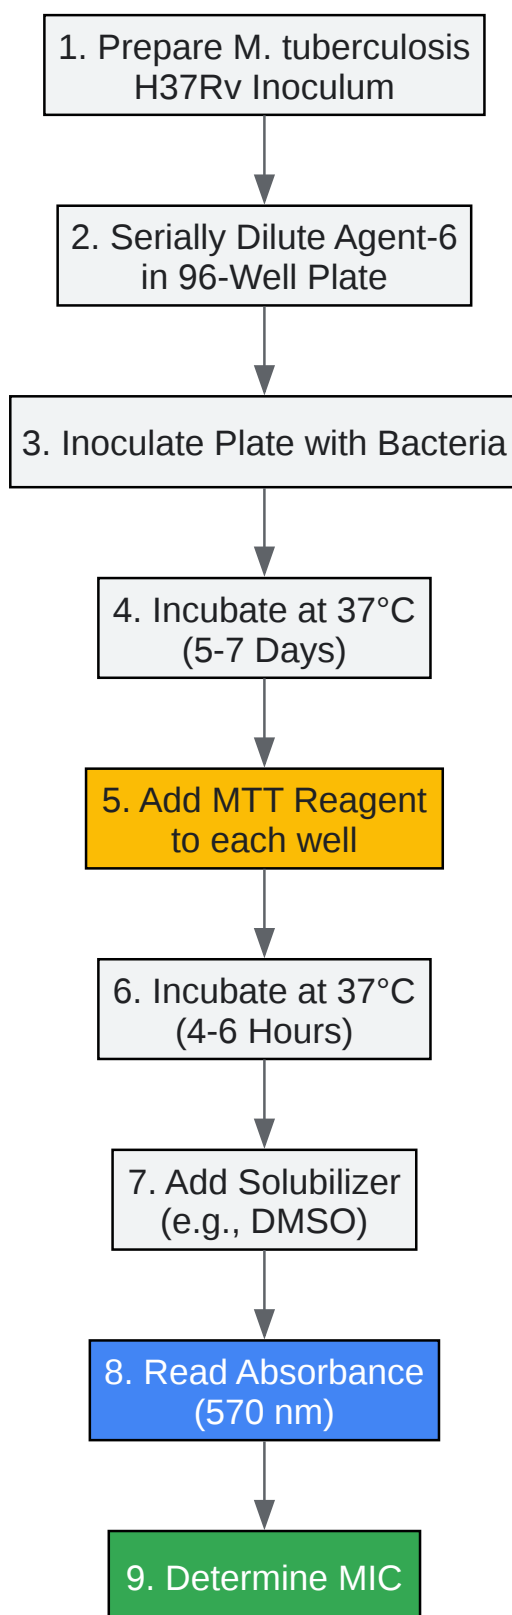 1. Prepare M. tuberculosis
H37Rv Inoculum
2. Serially Dilute Agent-6
in 96-Well Plate
3. Inoculate Plate with Bacteria
4. Incubate at 37°C
(5-7 Days)
5. Add MTT Reagent
to each well
6. Incubate at 37°C
(4-6 Hours)
7. Add Solubilizer
(e.g., DMSO)
8. Read Absorbance
(570 nm)
9. Determine MIC